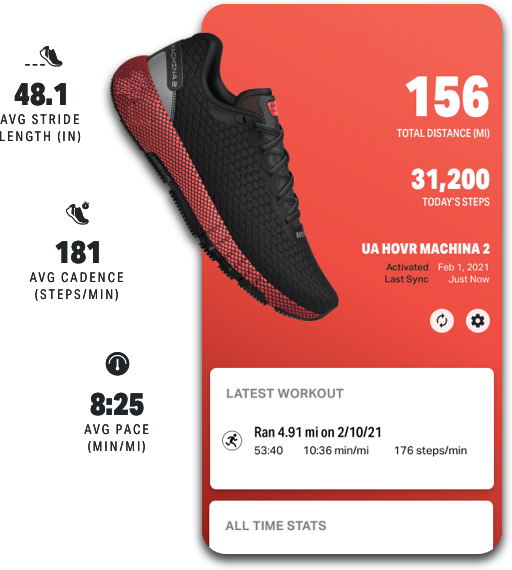 48.1
AVG STRIDE
LENGTH (IN)
181
AVG CADENCE
(STEPS/MIN)
8:25
AVG PACE
(MIN/MI)
MACHINA 2
156
TOTAL DISTANCE (MI)
31,200
TODAY'S STEPS
UA HOVR MACHINA 2
Activated Feb 1, 2021
Last Sync Just Now
LATEST WORKOUT
Ran 4.91 mi on 2/10/21
53:40 10:36 min/mi 176 steps/min
ALL TIME STATS